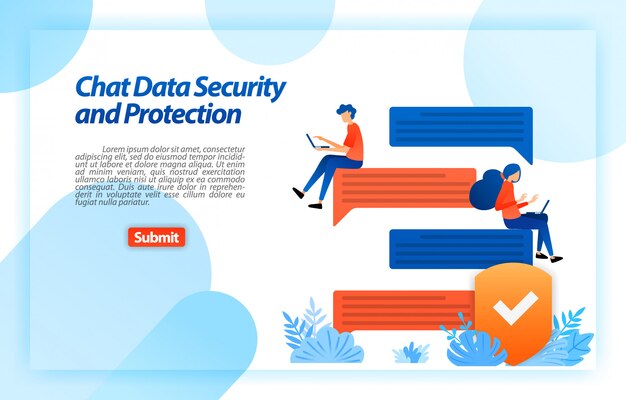 Chat Data Security
and Protection
Lorem ipsum dolor sit amet, consectetur
adipiscing elit, sed do eiusmod tempor
incididunt ut labore et dolore magna
aliqua. Ut enim ad minim veniam, quis
nostrud exercitation ullamco laboris
nisi ut aliquip ex ea commodo
consequat. Duis aute irure dolor in reprehen-
derit in voluptate velit esse cillum dolore eu
fugiat nulla pariatur.
Submit